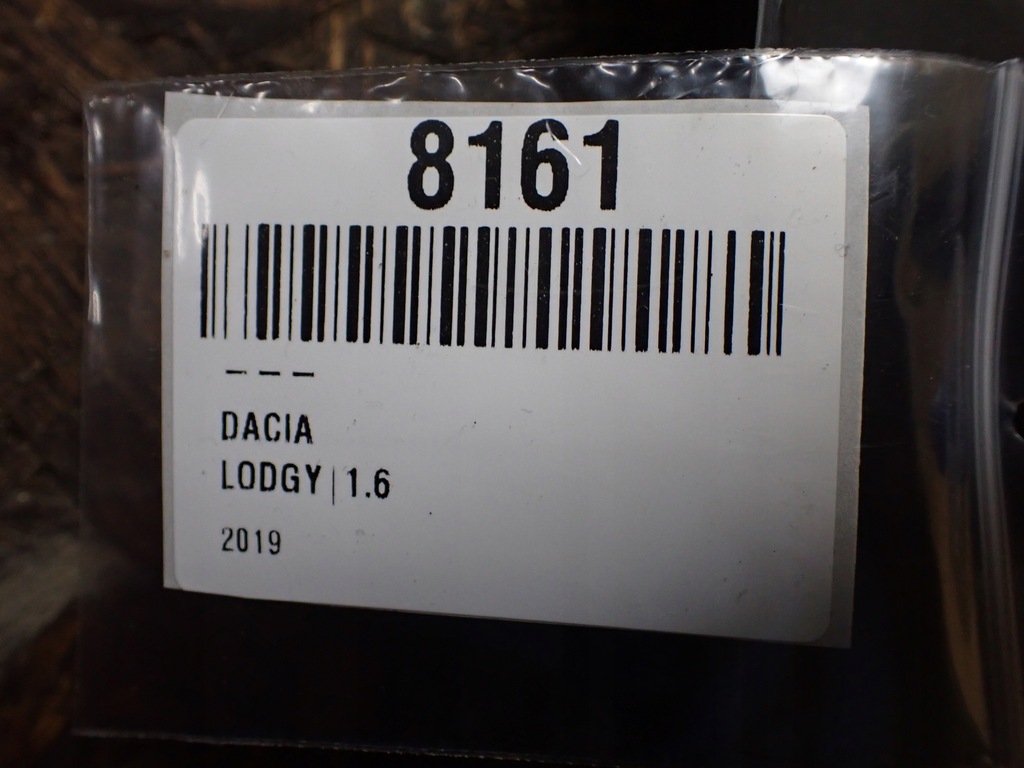 8161
---
DACIA
LODGY | 1.6
2019